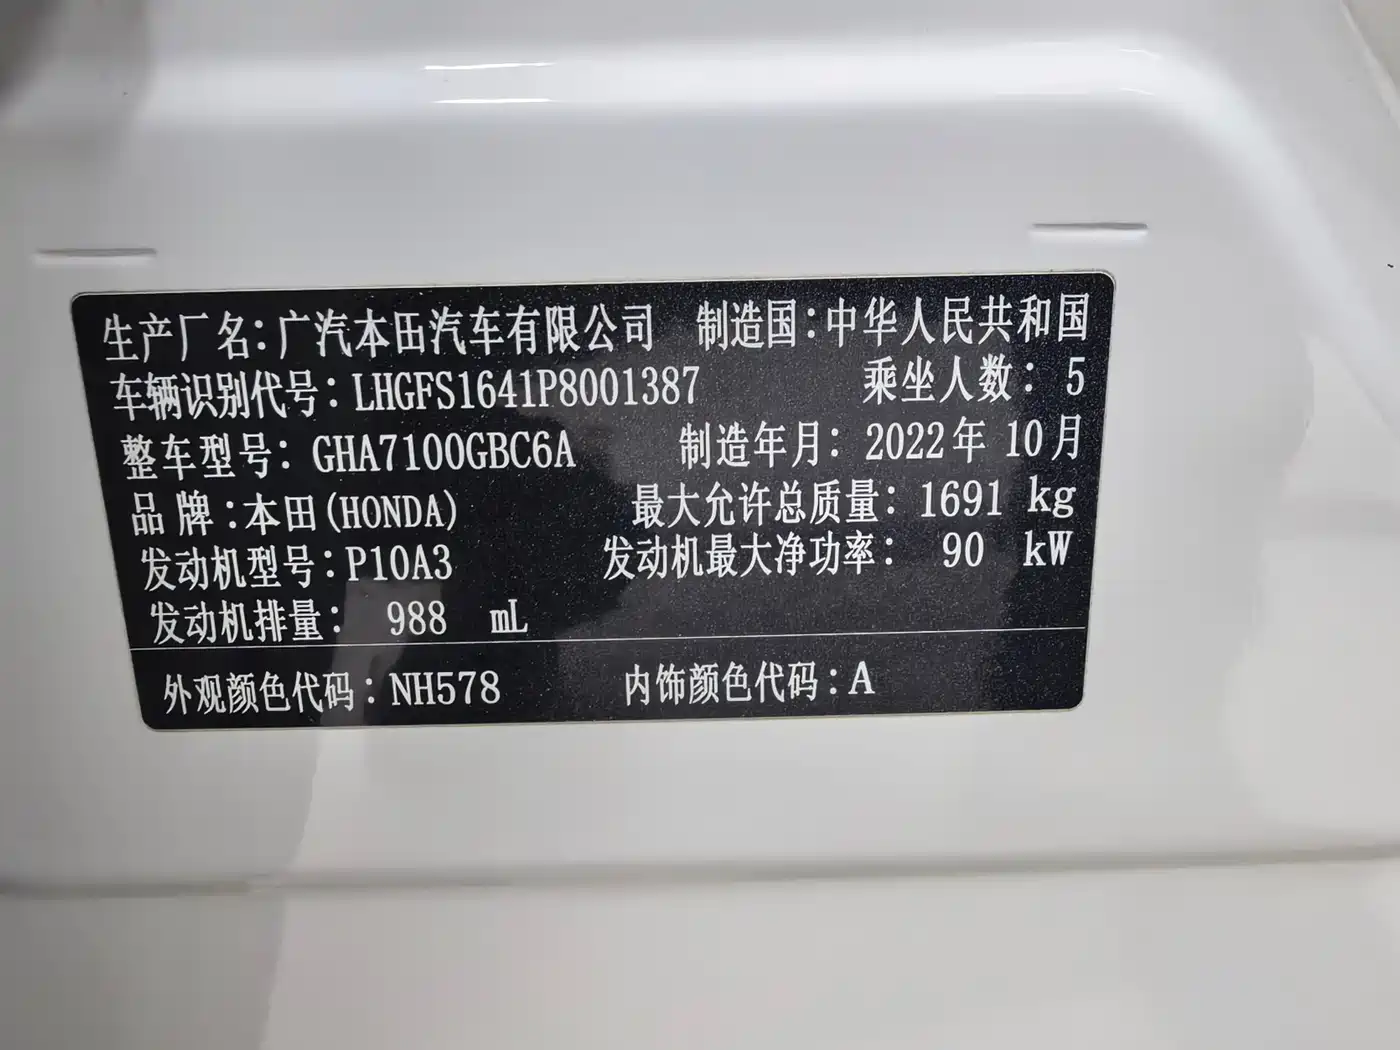 生产厂名:广汽本田汽车有限公司 制造国:中华人民共和国
车辆识别代号:LHGFS1641P8001387 乘坐人数: 5
整车型号: GHA7100GBC6A 制造年月: 2022年 10月
品 牌:本田(HONDA) 最大允许总质量: 1691 kg
发动机型号:P10A3 发动机最大净功率: 90 kW
发动机排量: 988 mL
外观颜色代码:NH578 内饰颜色代码:A